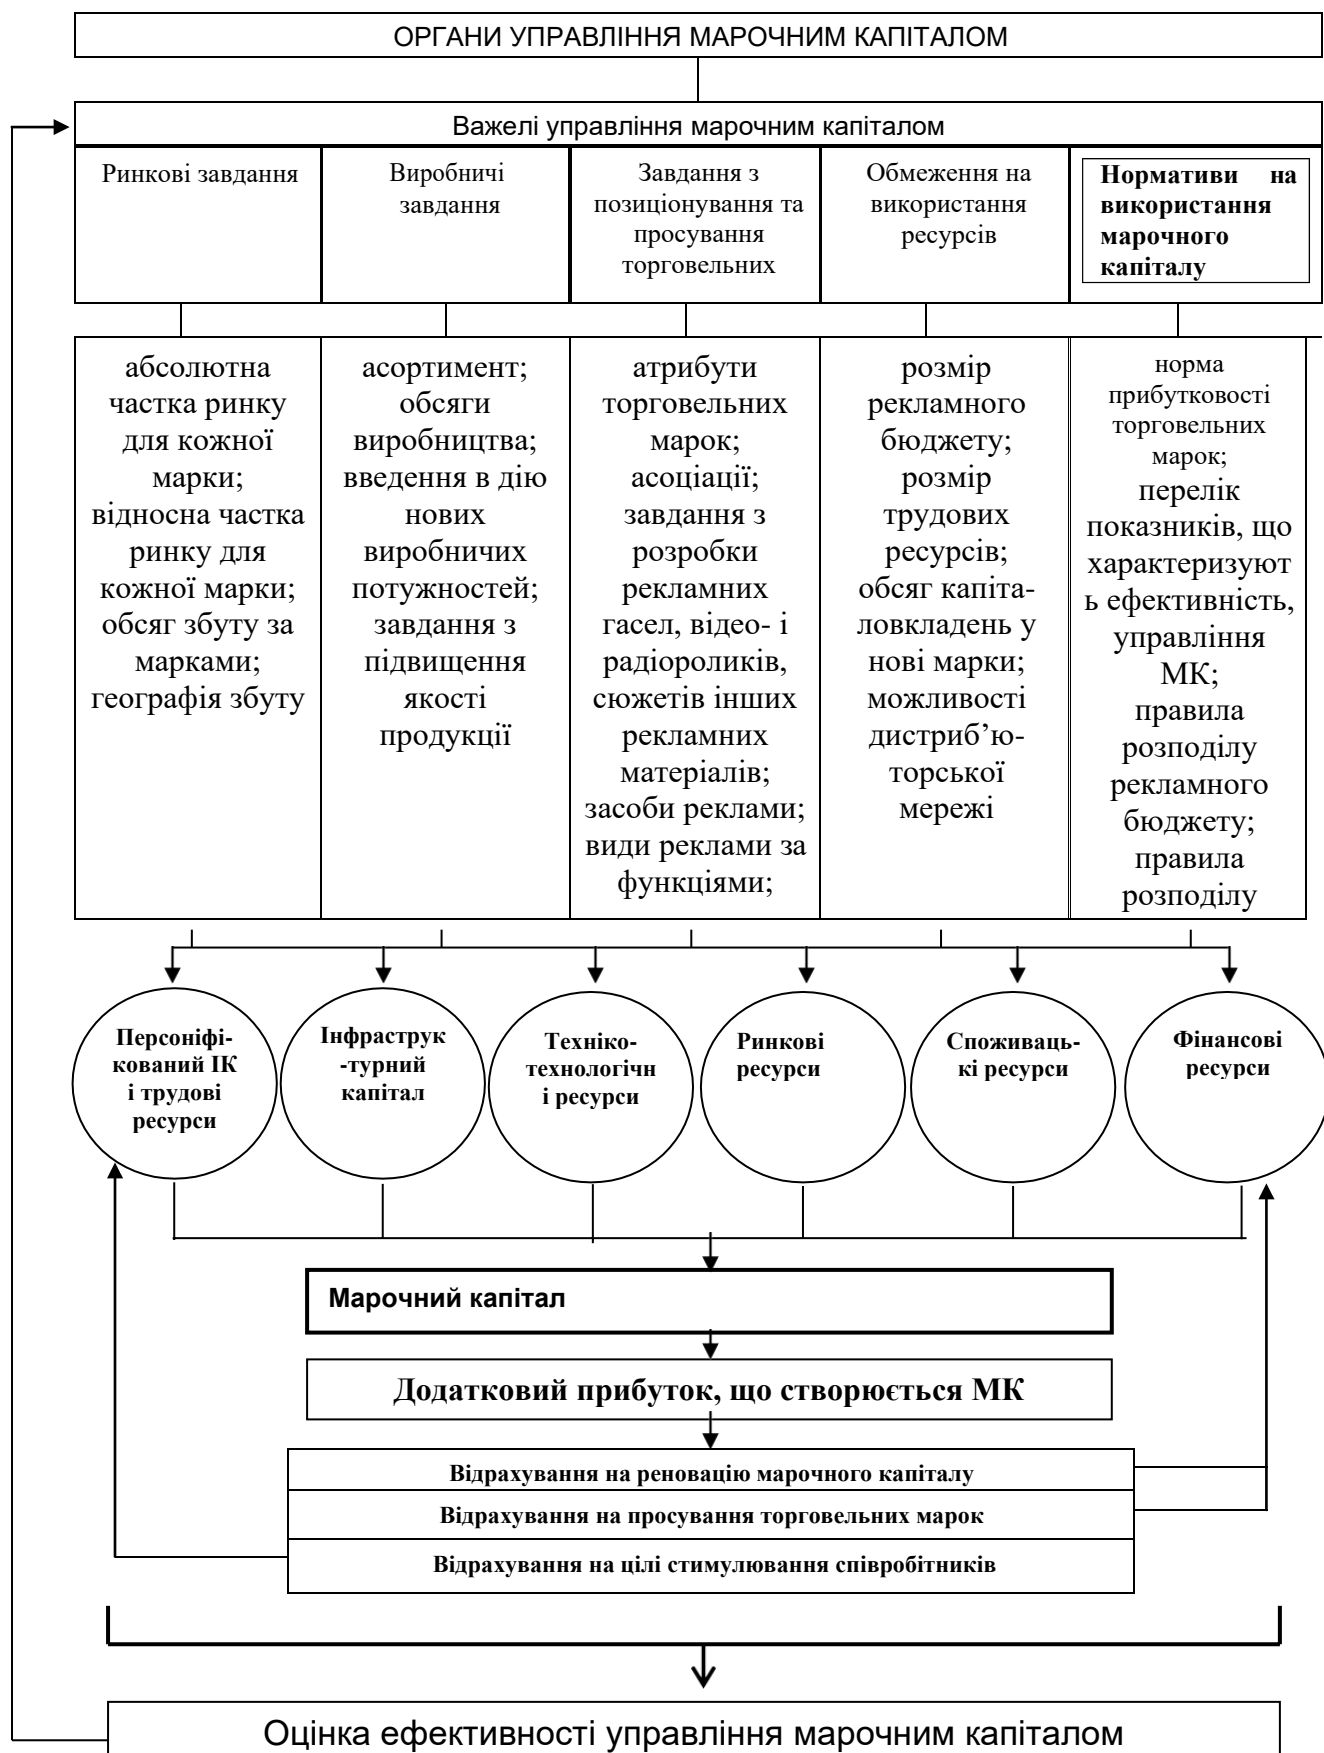 ОРГАНИ УПРАВЛІННЯ МАРОЧНИМ КАПІТАЛОМ
Важелі управління марочним капіталом
Ринкові завдання
Виробничі
завдання
Завдання з
позиціонування та
просування
торговельних
Обмеження на
використання
ресурсів
Нормативи на
використання
марочного
капіталу
абсолютна
частка ринку
для кожної
марки;
відносна частка
ринку для
кожної марки;
обсяг збуту за
марками;
географія збуту
асортимент;
обсяги
виробництва;
введення в дію
нових
виробничих
потужностей;
завдання з
підвищення
якості
продукції
атрибути
торговельних
марок;
асоціації;
завдання з
розробки
рекламних
гасел, відео- і
радіороликів,
сюжетів інших
рекламних
матеріалів;
засоби реклами;
види реклами за
функціями;
розмір
рекламного
бюджету;
розмір
трудових
ресурсів;
обсяг капіта-
ловкладень у
нові марки;
можливості
дистриб’ю-
торської
мережі
норма
прибутковості
торговельних
марок;
перелік
показників, що
характеризуют
ь ефективність,
управління
МК;
правила
розподілу
рекламного
бюджету;
правила
розподілу
Персоніфі-
кований ІК
і трудові
ресурси
Інфраструк
-турний
капітал
Техніко-
технологічн
і ресурси
Ринкові
ресурси
Споживаць-
кі ресурси
Фінансові
ресурси
Марочний капітал
Додатковий прибуток, що створюється МК
Відрахування на реновацію марочного капіталу
Відрахування на просування торговельних марок
Відрахування на цілі стимулювання співробітників
Оцінка ефективності управління марочним капіталом